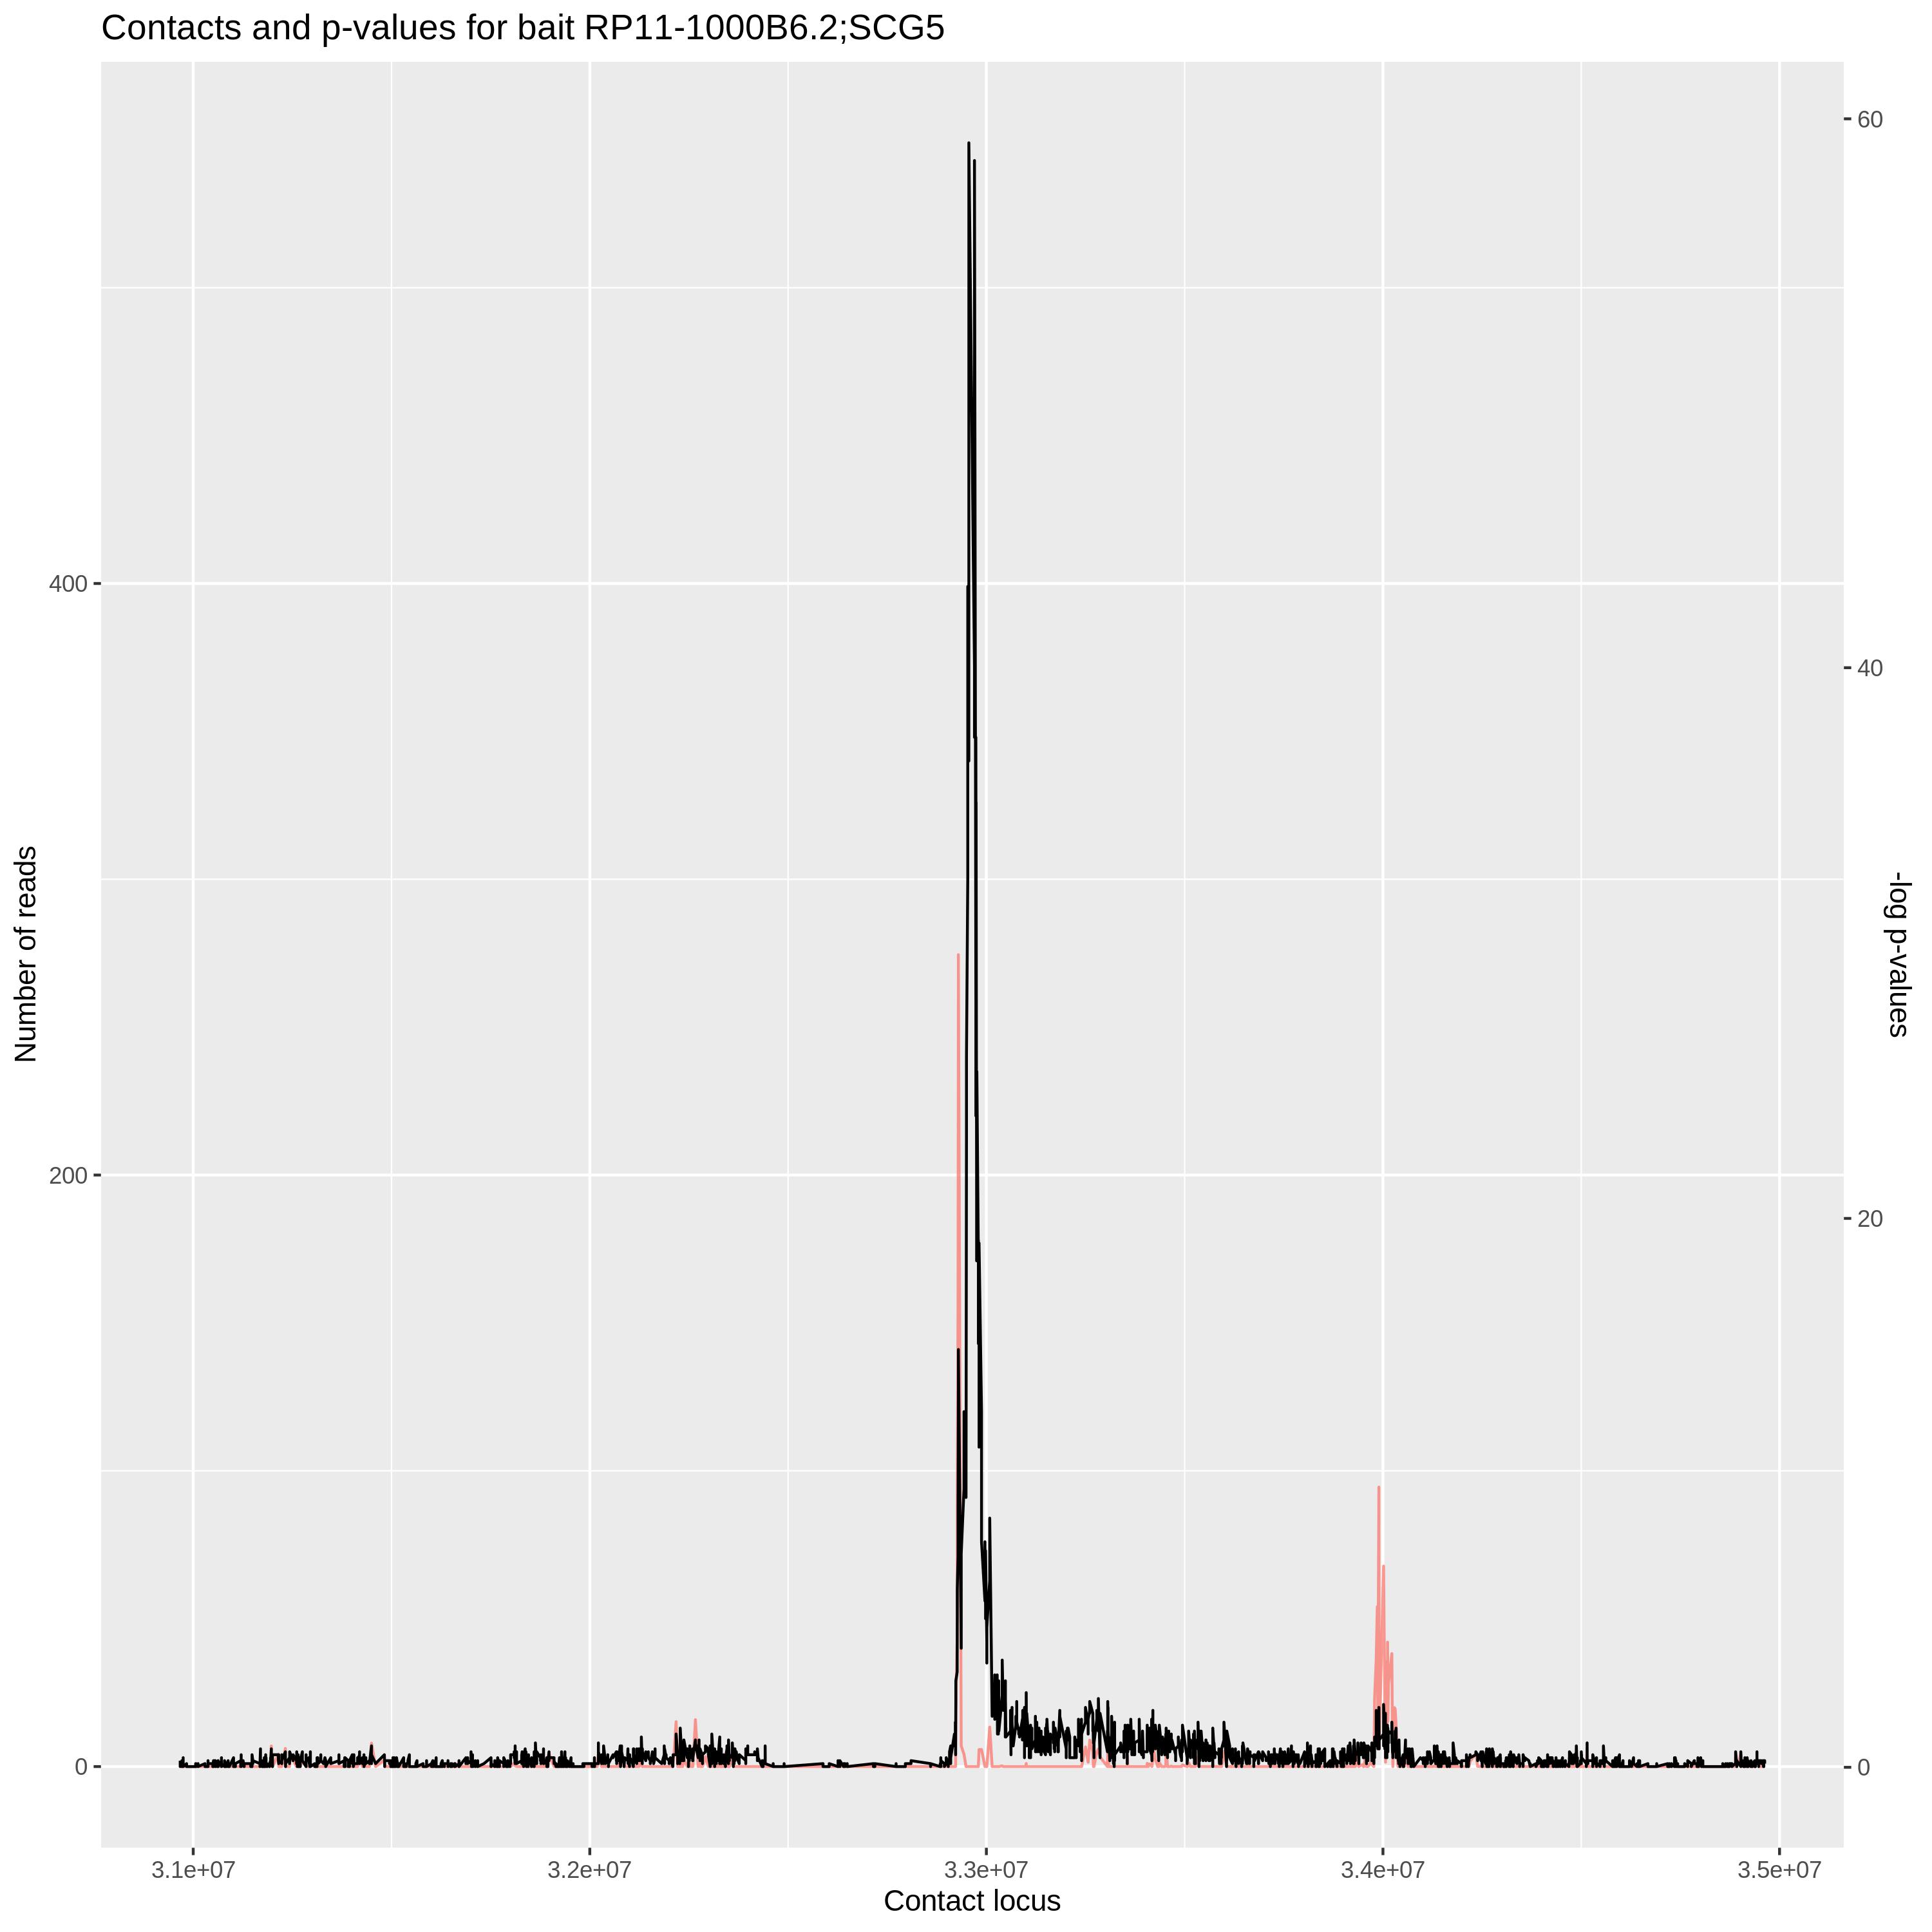 Contacts and p-values for bait RP11-1000B6.2;SCG5
60
400
40
Number of reads
-log p-values
200
20
0
0
3.1e+07
3.2e+07
3.3e+07
3.4e+07
3.5e+07
Contact locus